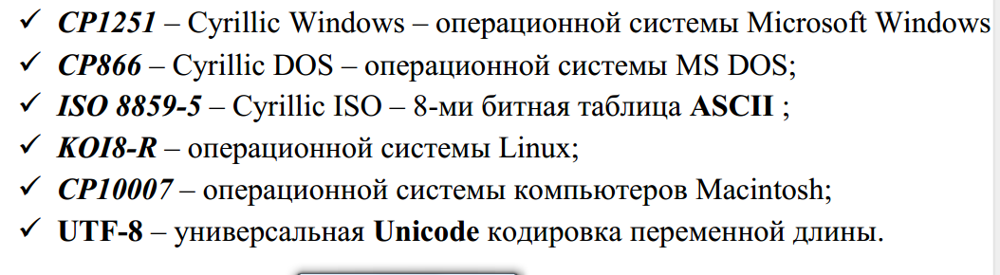 ✓ CP1251 – Cyrillic Windows – операционной системы Microsoft Windows
✓ CP866 – Cyrillic DOS – операционной системы MS DOS;
✓ ISO 8859-5 – Cyrillic ISO – 8-ми битная таблица ASCII ;
✓ KOI8-R – операционной системы Linux;
✓ CP10007 – операционной системы компьютеров Macintosh;
✓ UTF-8 – универсальная Unicode кодировка переменной длины.